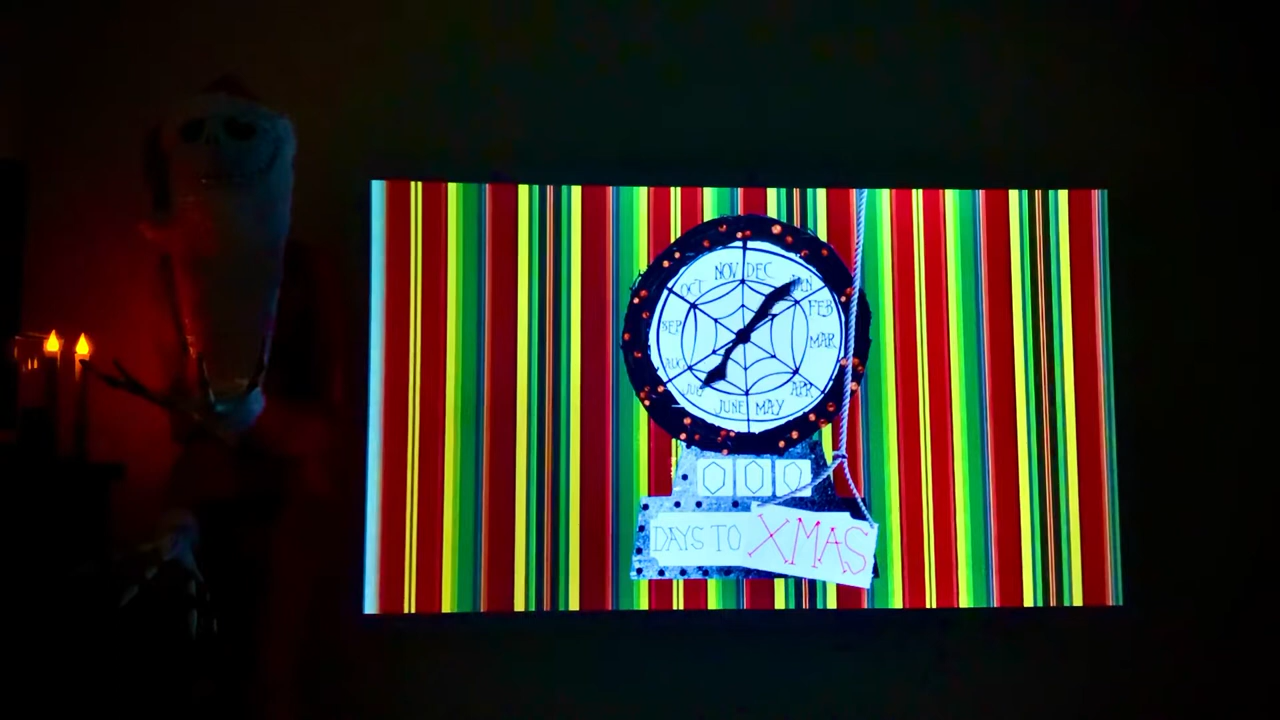 NOV DEC
OCT JAN
FEB
SEP MAR
AUG
JULY APR
JUNE MAY
000
DAYS TO XMAS